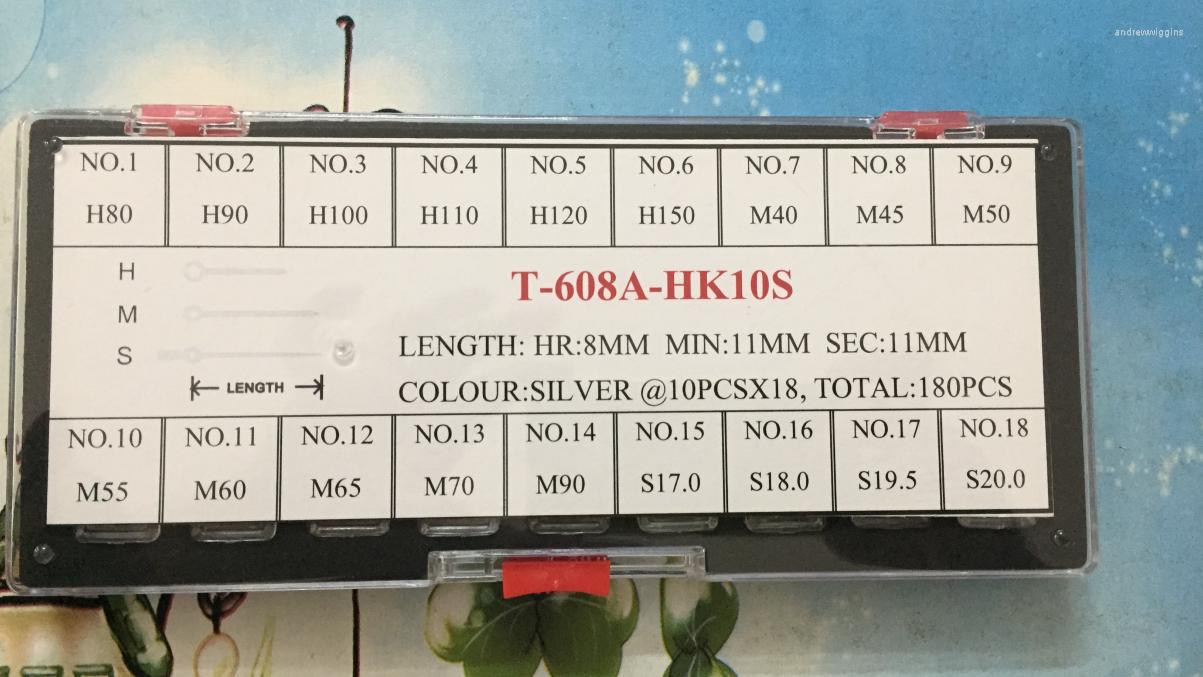 andrewwiggins
NO.1 NO.2 NO.3 NO.4 NO.5 NO.6 NO.7 NO.8 NO.9
H80 H90 H100 H110 H120 H150 M40 M45 M50
H
M
S
LENGTH
T-608A-HK10S
LENGTH: HR:8MM MIN:11MM SEC:11MM
COLOUR:SILVER @10PCSX18, TOTAL:180PCS
NO.10 NO.11 NO.12 NO.13 NO.14 NO.15 NO.16 NO.17 NO.18
M55 M60 M65 M70 M90 S17.0 S18.0 S19.5 S20.0